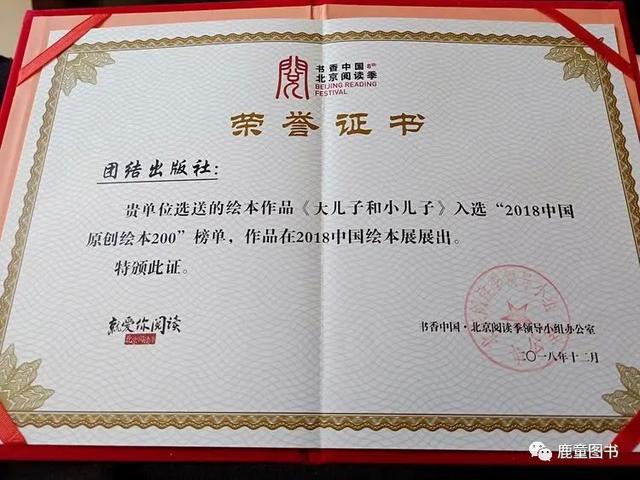 阅
书香中国 8th
北京阅读季
BEIJING READING
FESTIVAL
荣誉证书
团结出版社：
贵单位选送的绘本作品《大儿子和小儿子》入选“2018中国
原创绘本200”榜单，作品在2018中国绘本展展出。
特颁此证。
就爱你阅读
书香中国·北京阅读季领导小组办公室
二〇一八年十二月
鹿童图书